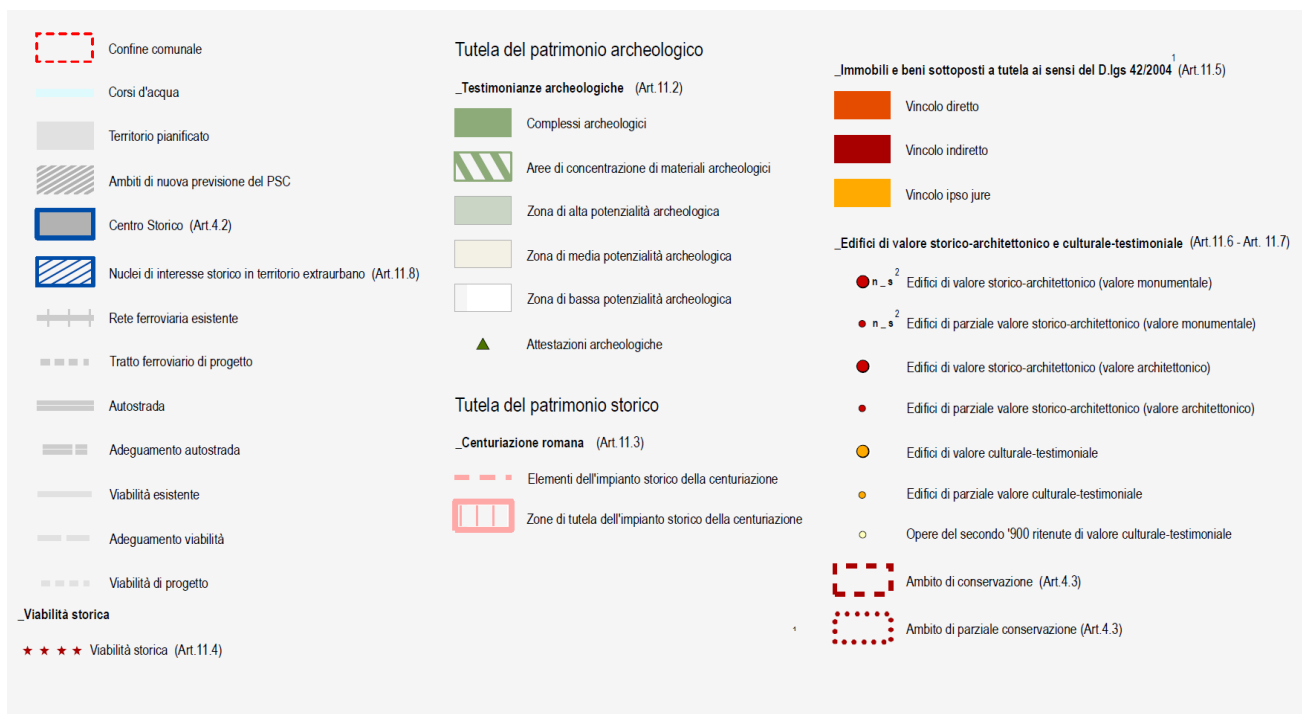 Confine comunale
Corsi d'acqua
Territorio pianificato
Ambiti di nuova previsione del PSC
Centro Storico (Art.4.2)
Nuclei di interesse storico in territorio extraurbano (Art.11.8)
Rete ferroviaria esistente
Tratto ferroviario di progetto
Autostrada
Adeguamento autostrada
Viabilità esistente
Adeguamento viabilità
Viabilità di progetto
_Viabilità storica
Viabilità storica (Art.11.4)
Tutela del patrimonio archeologico
_Testimonianze archeologiche (Art.11.2)
Complessi archeologici
Aree di concentrazione di materiali archeologici
Zona di alta potenzialità archeologica
Zona di media potenzialità archeologica
Zona di bassa potenzialità archeologica
Attestazioni archeologiche
Tutela del patrimonio storico
_Centuriazione romana (Art.11.3)
Elementi dell'impianto storico della centuriazione
Zone di tutela dell'impianto storico della centuriazione
_Immobili e beni sottoposti a tutela ai sensi del D.lgs 42/2004 1 (Art.11.5)
Vincolo diretto
Vincolo indiretto
Vincolo ipso jure
_Edifici di valore storico-architettonico e culturale-testimoniale (Art.11.6 - Art. 11.7)
n_s 2 Edifici di valore storico-architettonico (valore monumentale)
n_s 2 Edifici di parziale valore storico-architettonico (valore monumentale)
Edifici di valore storico-architettonico (valore architettonico)
Edifici di parziale valore storico-architettonico (valore architettonico)
Edifici di valore culturale-testimoniale
Edifici di parziale valore culturale-testimoniale
Opere del secondo '900 ritenute di valore culturale-testimoniale
Ambito di conservazione (Art.4.3)
1
Ambito di parziale conservazione (Art.4.3)